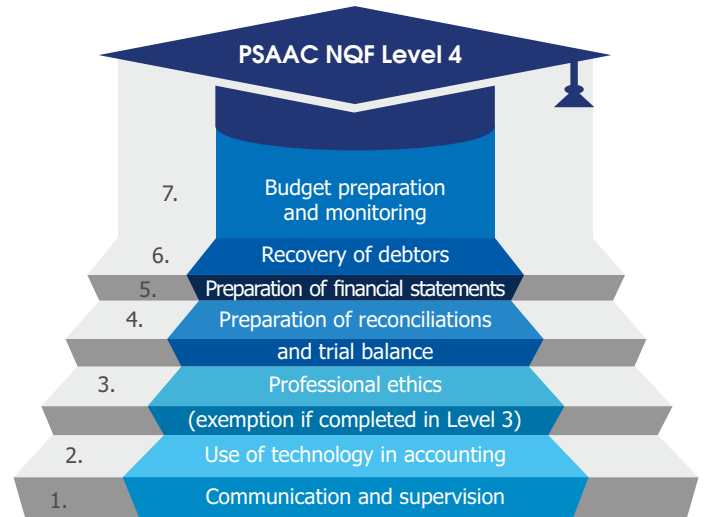 PSAAC NQF Level 4
7. Budget preparation
and monitoring
6. Recovery of debtors
5. Preparation of financial statements
4. Preparation of reconciliations
and trial balance
3. Professional ethics
(exemption if completed in Level 3)
2. Use of technology in accounting
1. Communication and supervision